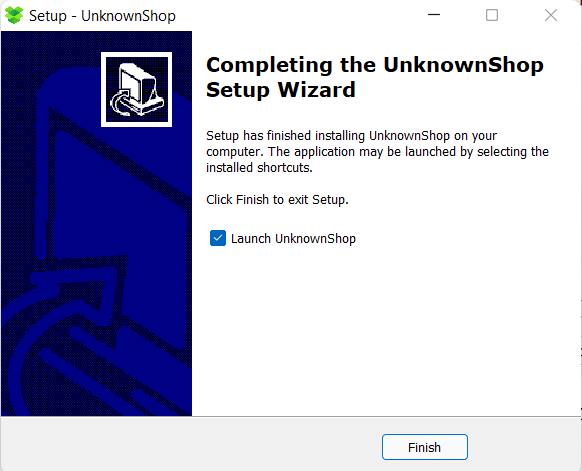 Setup - UnknownShop
Completing the UnknownShop
Setup Wizard
Setup has finished installing UnknownShop on your
computer. The application may be launched by selecting the
installed shortcuts.
Click Finish to exit Setup.
Launch UnknownShop
Finish